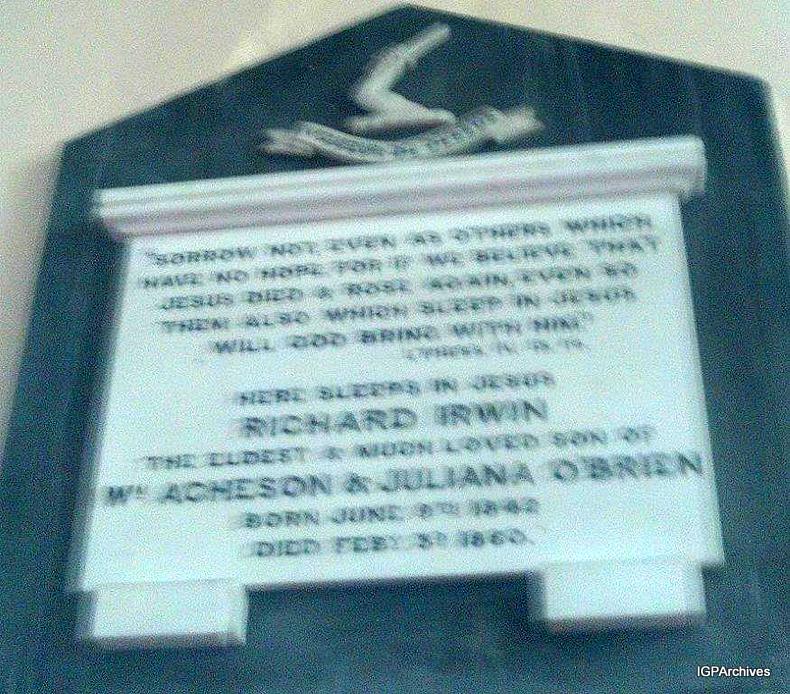 "SORROW NOT, EVEN AS OTHERS WHICH
HAVE NO HOPE FOR IF WE BELIEVE THAT
JESUS DIED & ROSE AGAIN, EVEN SO
THEM ALSO WHICH SLEEP IN JESUS
WILL GOD BRING WITH HIM"
HERE SLEEPS IN JESUS
RICHARD IRWIN
THE ELDEST & MUCH LOVED SON OF
WM ACHESON & JULIANA O'BRIEN
BORN JUNE 1842
DIED FEBY 3D 1860.
IGPArchives